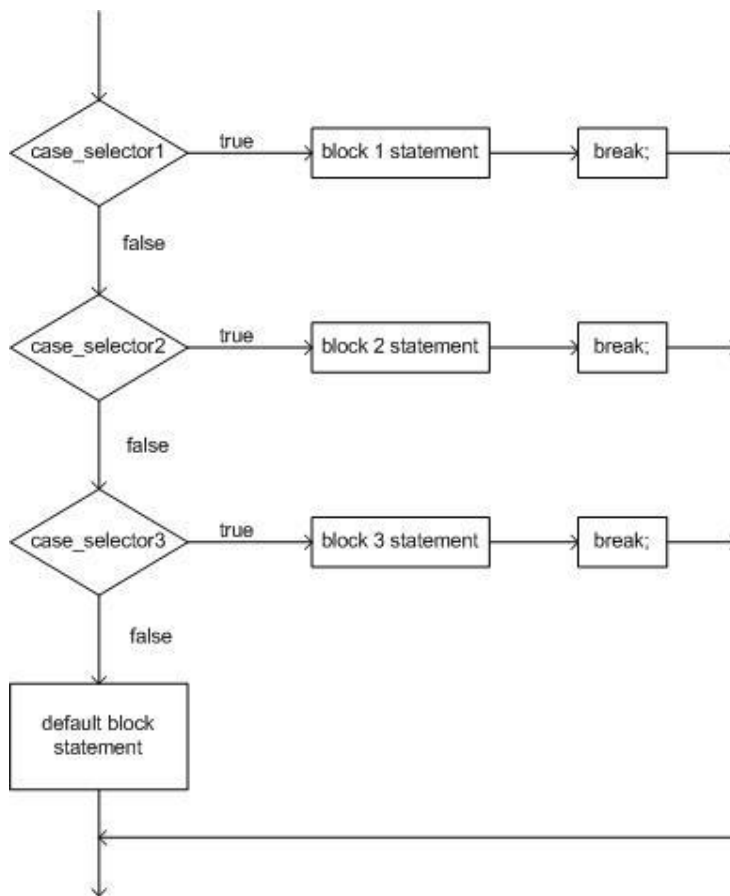 case_selector1
true
block 1 statement
break;
false
case_selector2
true
block 2 statement
break;
false
case_selector3
true
block 3 statement
break;
false
default block
statement